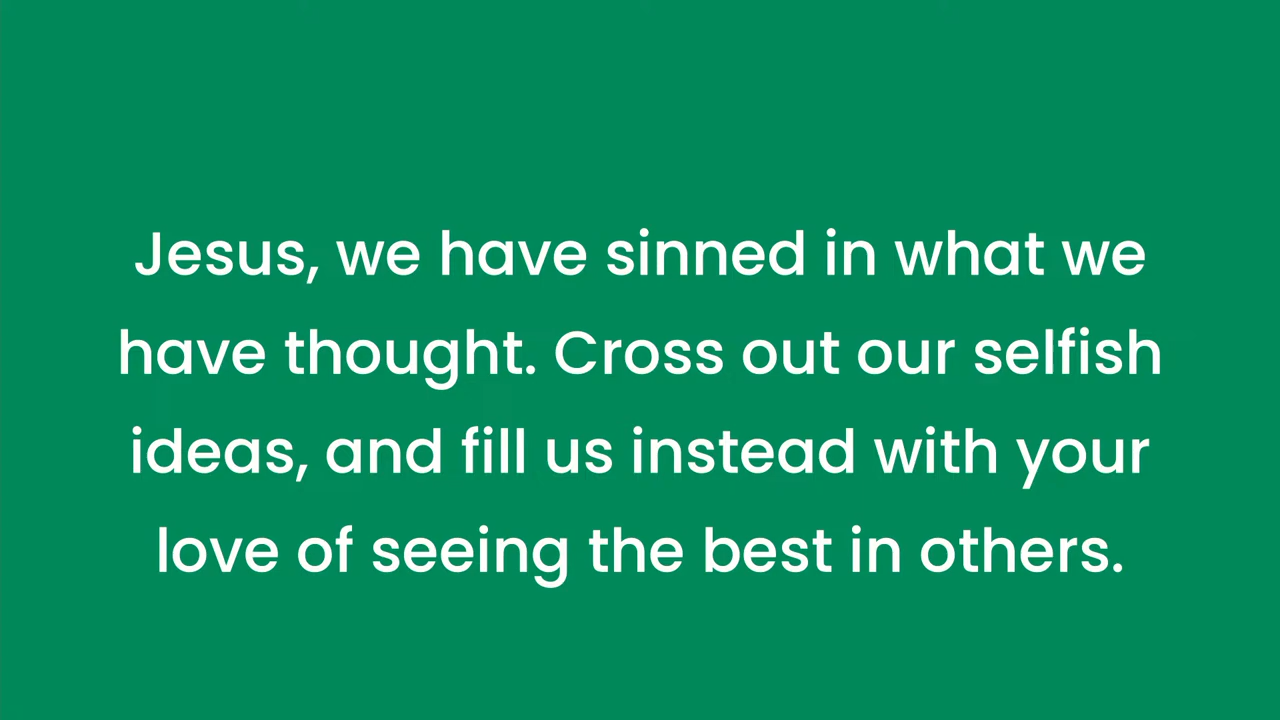 Jesus, we have sinned in what we
have thought. Cross out our selfish
ideas, and fill us instead with your
love of seeing the best in others.